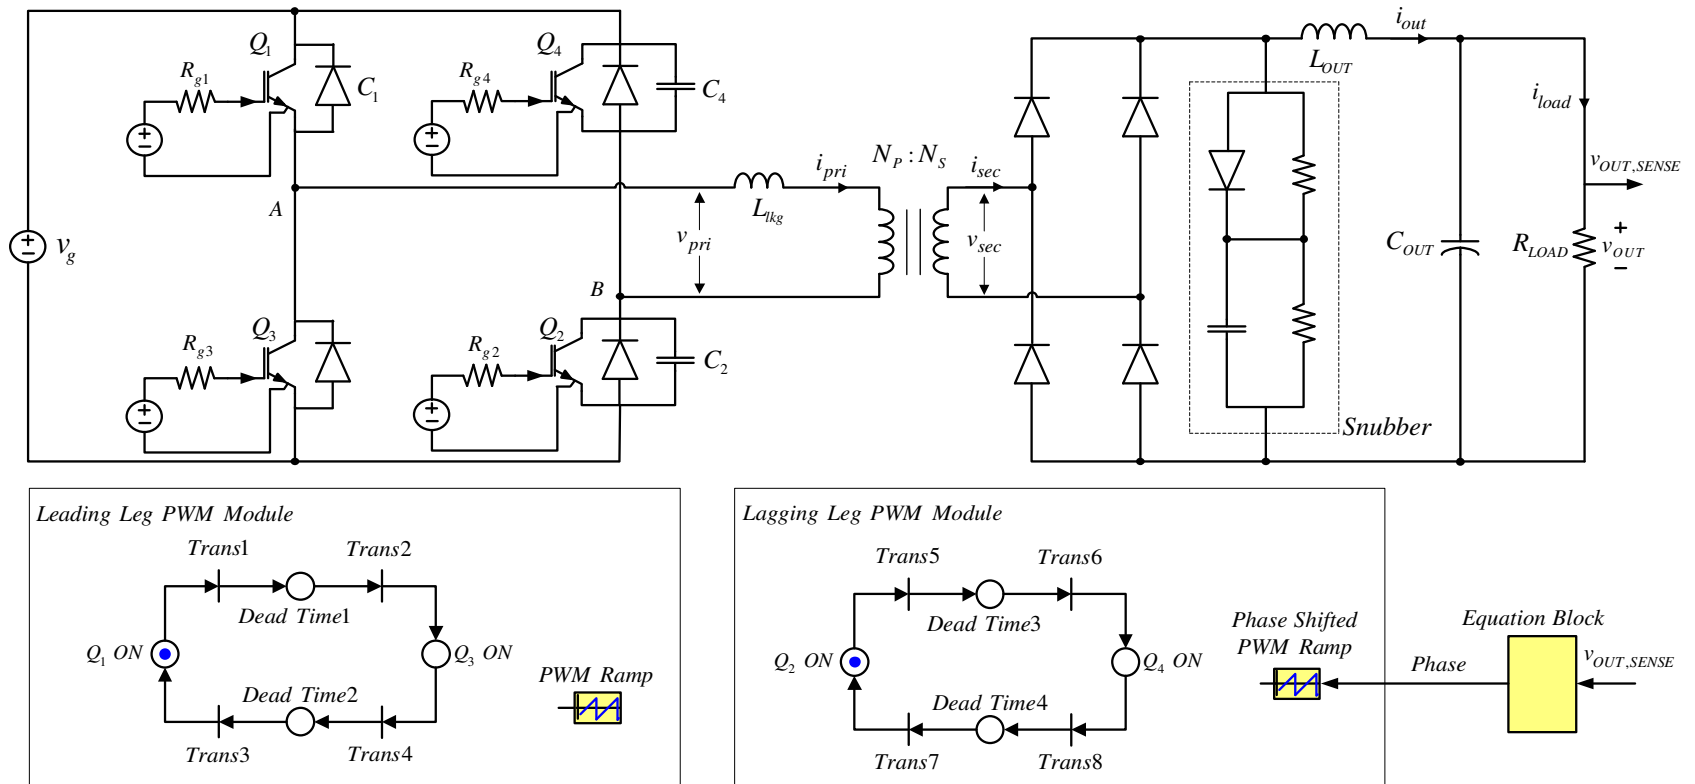 Q1
Rg1
C1
Q4
Rg4
C4
vg
A
Llkg
ipri
vpri
NP : NS
isec
vsec
B
Q3
Rg3
Q2
Rg2
C2
iout
LOUT
iload
vOUT,SENSE
COUT
RLOAD
+
vOUT
−
Snubber
Leading Leg PWM Module
Trans1
Trans2
Dead Time1
Q1 ON
Q3 ON
Dead Time2
Trans3
Trans4
PWM Ramp
Lagging Leg PWM Module
Trans5
Trans6
Dead Time3
Q2 ON
Q4 ON
Dead Time4
Trans7
Trans8
Phase Shifted
PWM Ramp
Phase
Equation Block
vOUT,SENSE